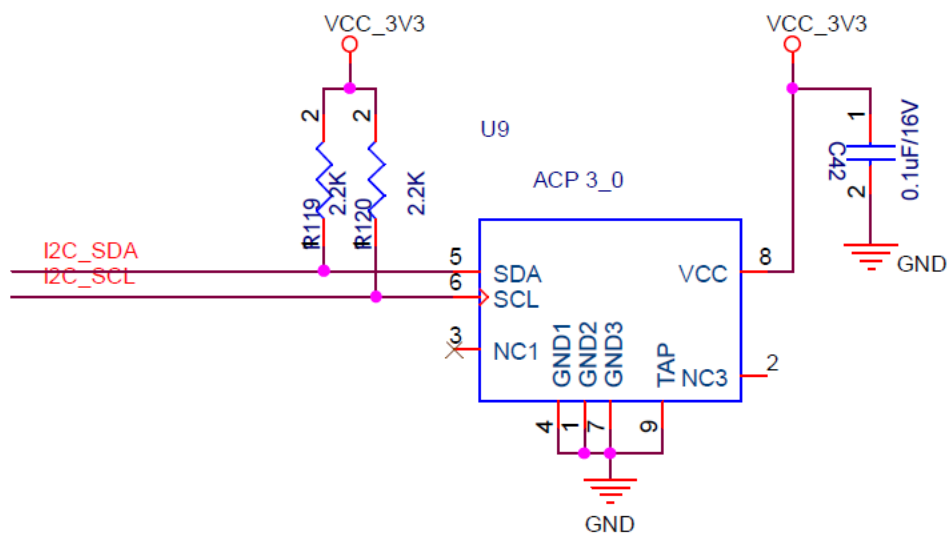 VCC_3V3
VCC_3V3
2
2
U9
1
C42
0.1uF/16V
2
ACP 3_0
R119
2.2K
R120
2.2K
1
1
I2C_SDA
I2C_SCL
GND
5
SDA
VCC
8
6
SCL
3
NC1
GND1
GND2
GND3
TAP
NC3
2
4
1
7
9
GND